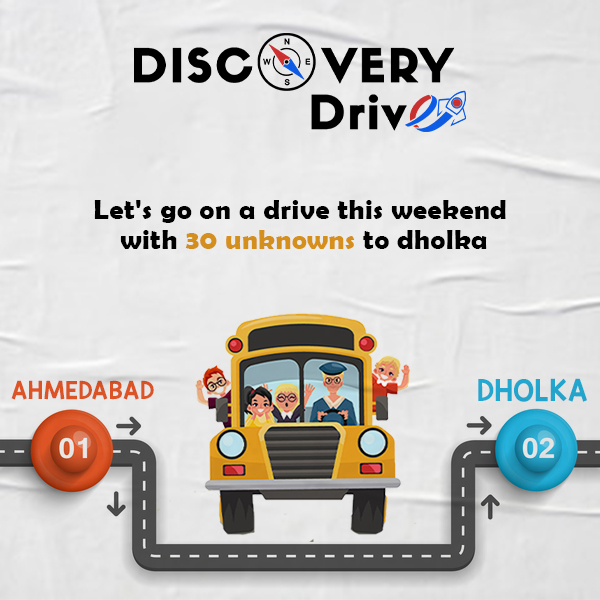 DISCOVERY
Drive
N
W E
S
Let's go on a drive this weekend
with 30 unknowns to dholka
AHMEDABAD
DHOLKA
01
02